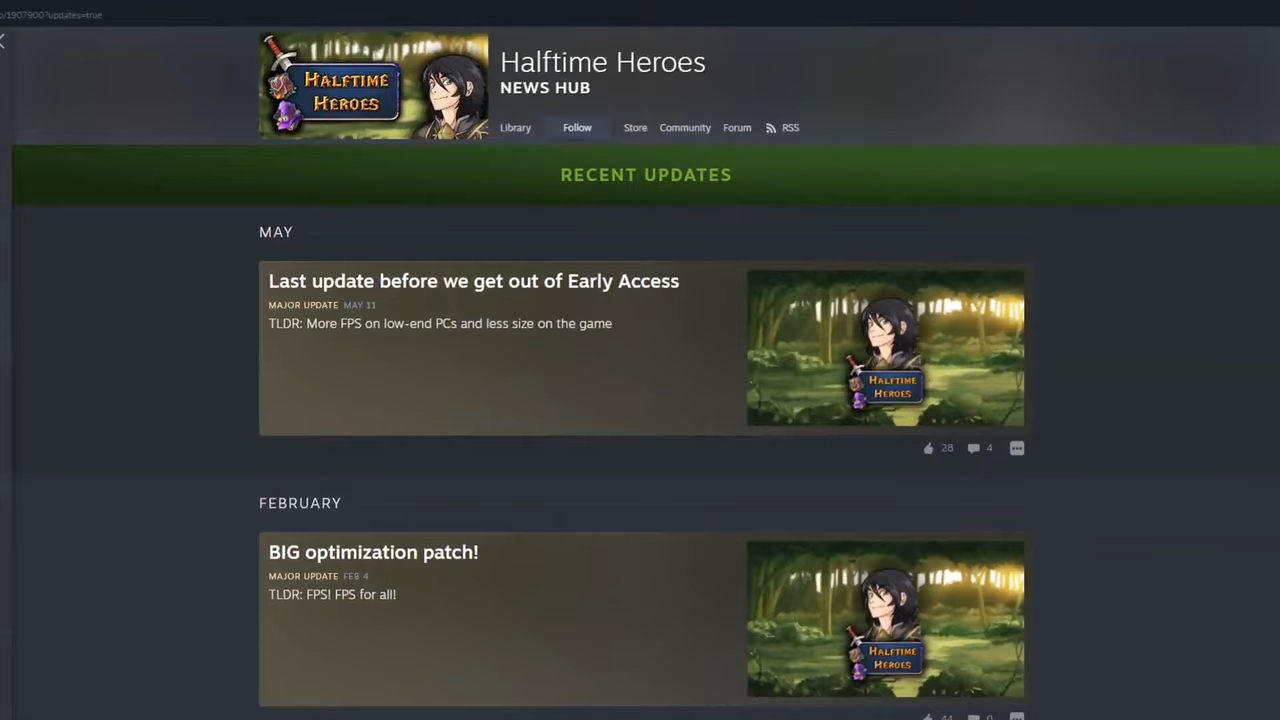 /1907900?updates=true
HALFTIME
HEROES
Halftime Heroes
NEWS HUB
Library Follow Store Community Forum RSS
RECENT UPDATES
MAY
Last update before we get out of Early Access
MAJOR UPDATE MAY 11
TLDR: More FPS on low-end PCs and less size on the game
HALFTIME
HEROES
28 4
FEBRUARY
BIG optimization patch!
MAJOR UPDATE FEB 4
TLDR: FPS! FPS for all!
HALFTIME
HEROES